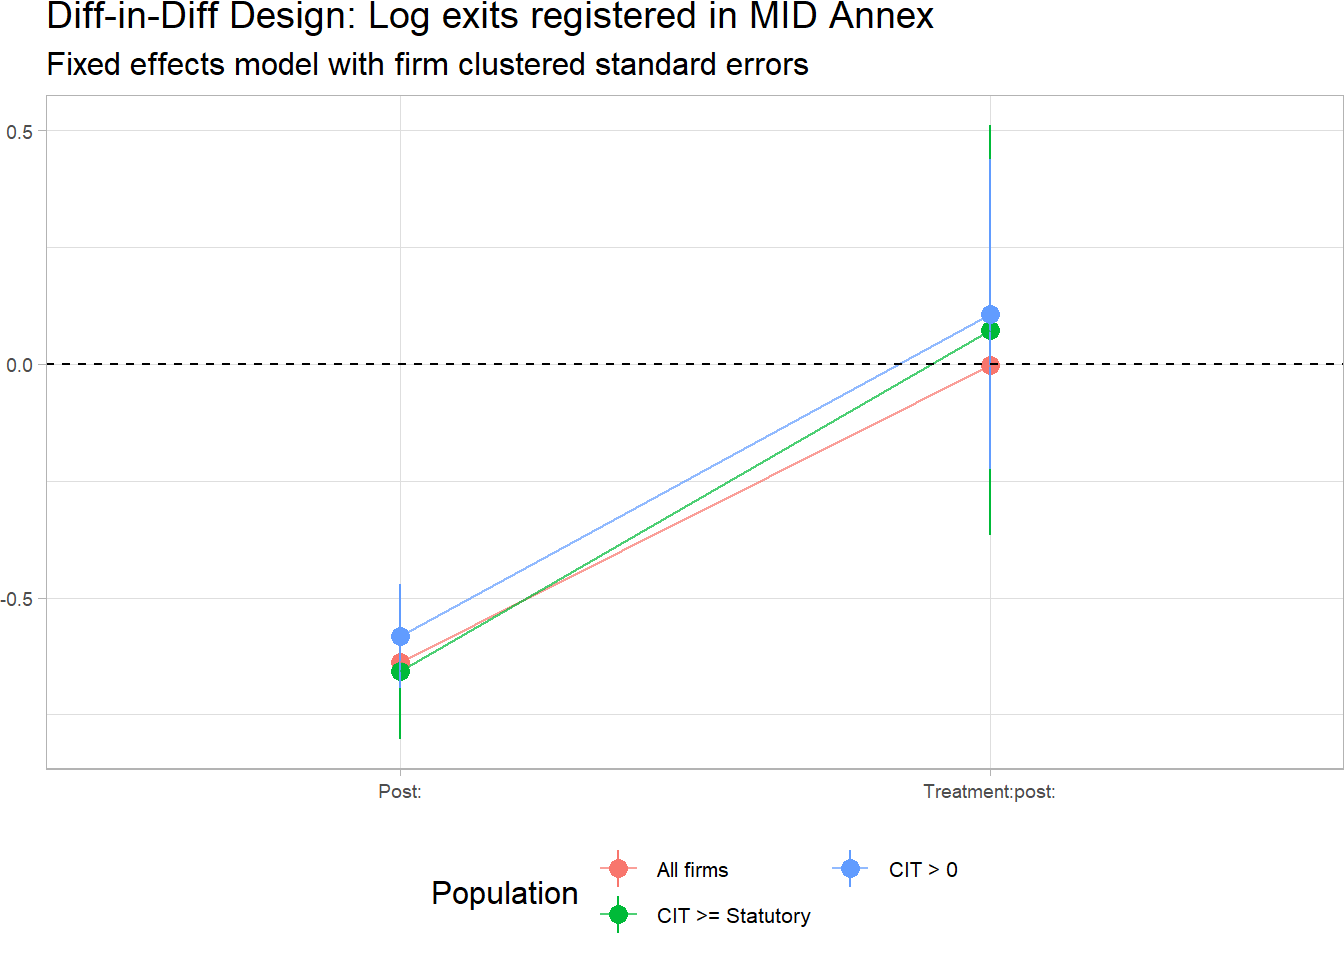 Diff-in-Diff Design: Log exits registered in MID Annex
Fixed effects model with firm clustered standard errors
0.5
0.0
-0.5
Post:
Treatment:post:
Population
All firms
CIT > 0
CIT >= Statutory